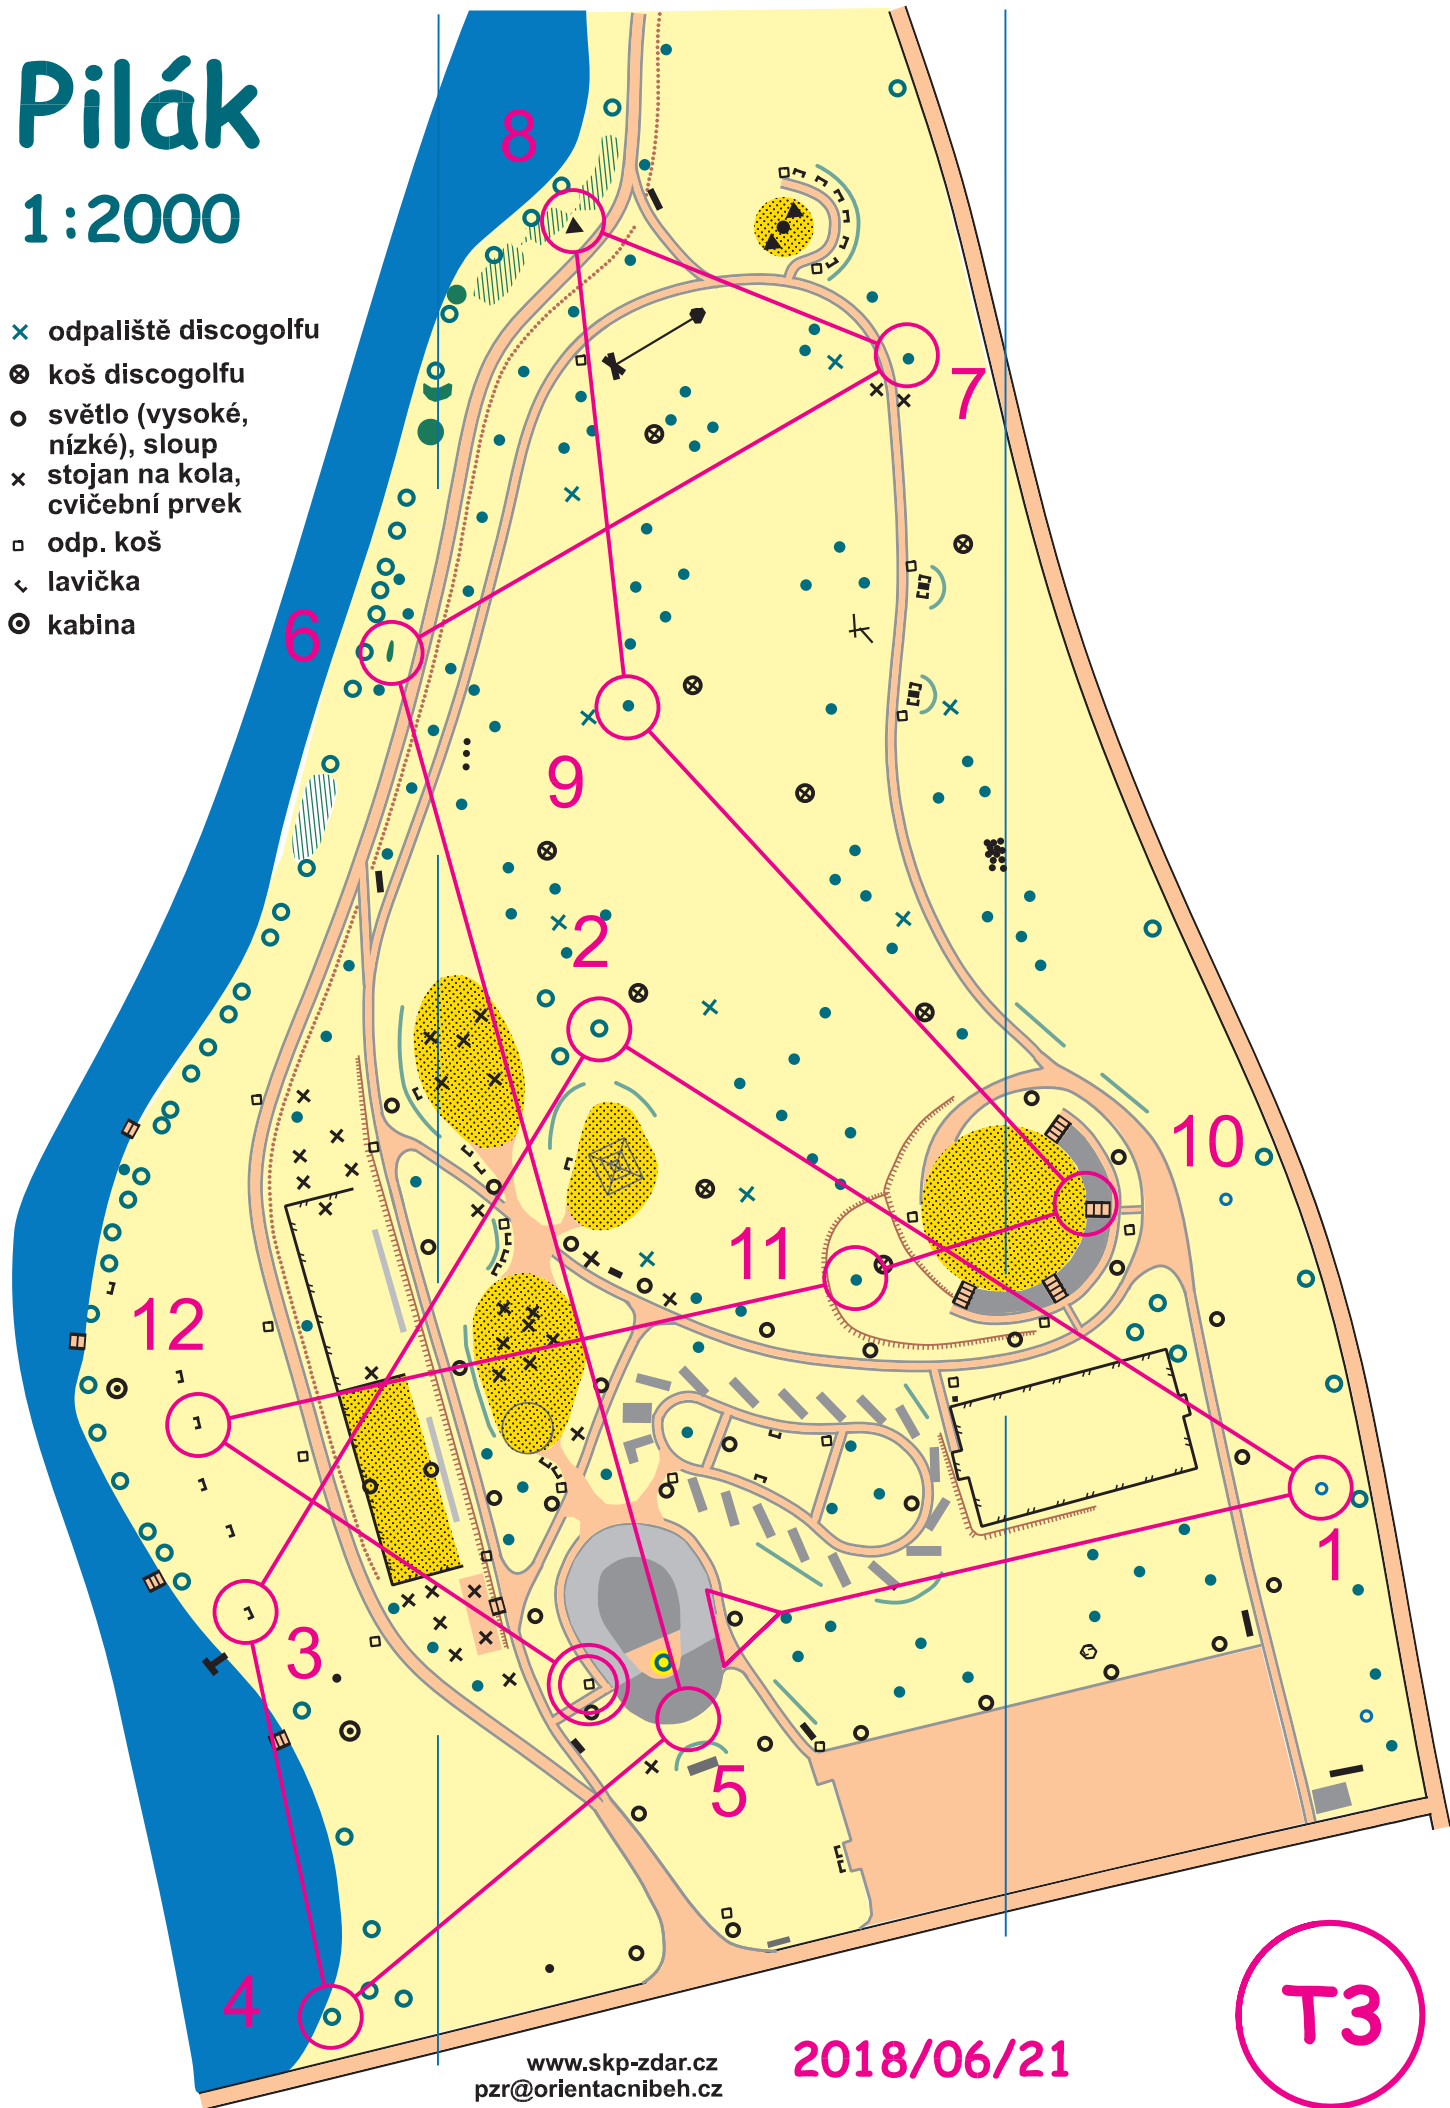 Pilák
1:2000
odpaliště discogolfu
koš discogolfu
světlo (vysoké,
nízké), sloup
stojan na kola,
cvičební prvek
odp. koš
lavička
kabina
8
7
6
9
2
10
11
12
1
3
5
4
T3
www.skp-zdar.cz
pzr@orientacnibeh.cz
2018/06/21